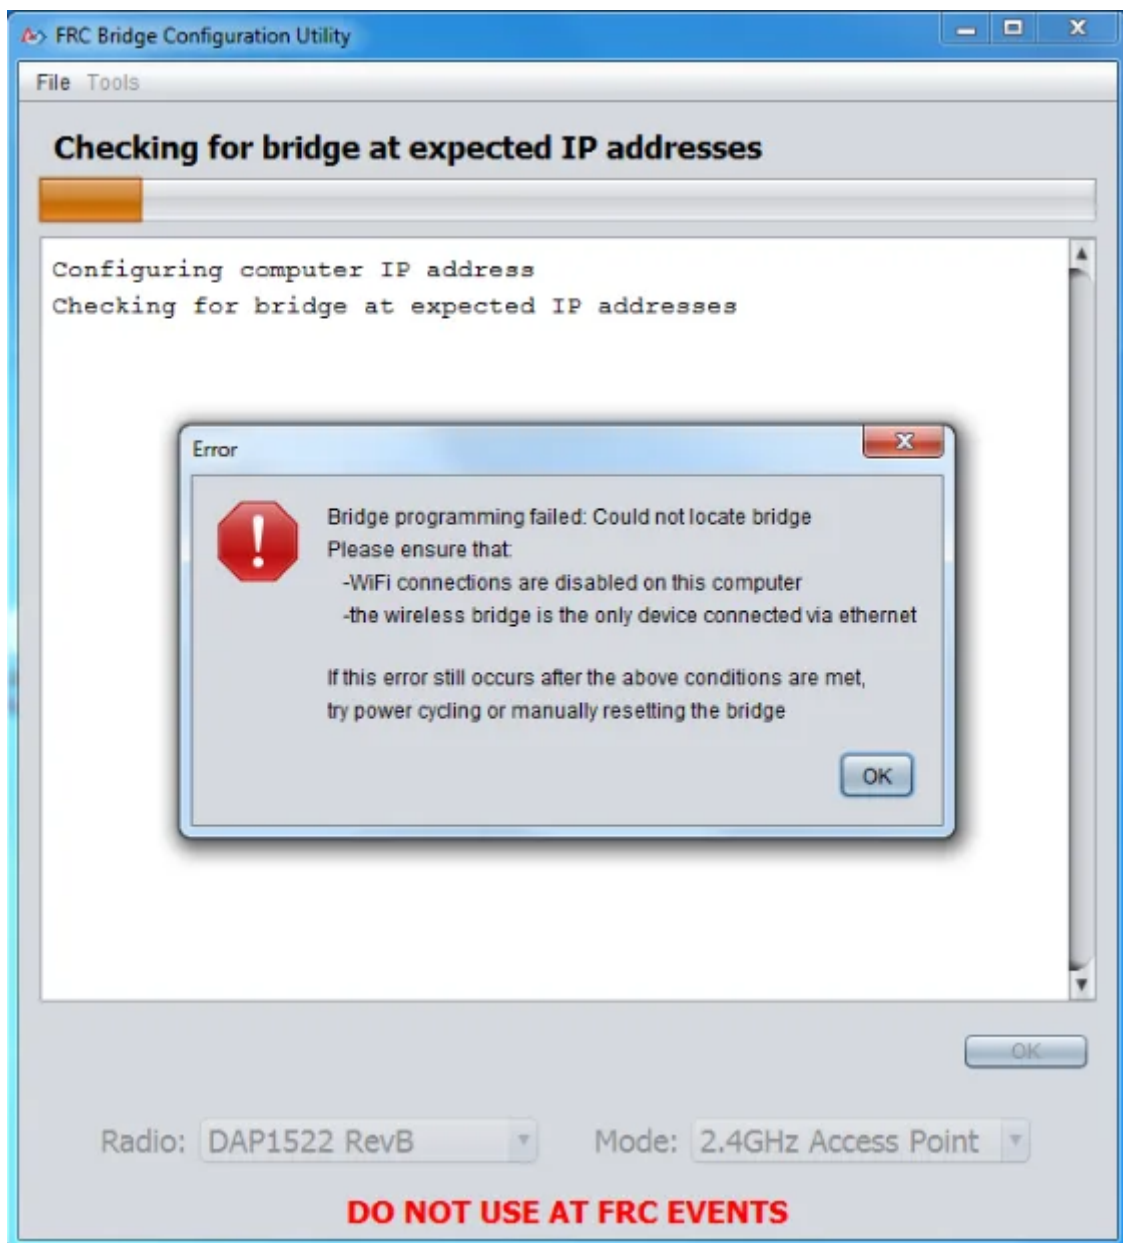 FRC Bridge Configuration Utility
File Tools
Checking for bridge at expected IP addresses
Configuring computer IP address
Checking for bridge at expected IP addresses
Error
Bridge programming failed: Could not locate bridge
Please ensure that:
-WiFi connections are disabled on this computer
-the wireless bridge is the only device connected via ethernet
If this error still occurs after the above conditions are met,
try power cycling or manually resetting the bridge
OK
OK
Radio: DAP1522 RevB Mode: 2.4GHz Access Point
DO NOT USE AT FRC EVENTS